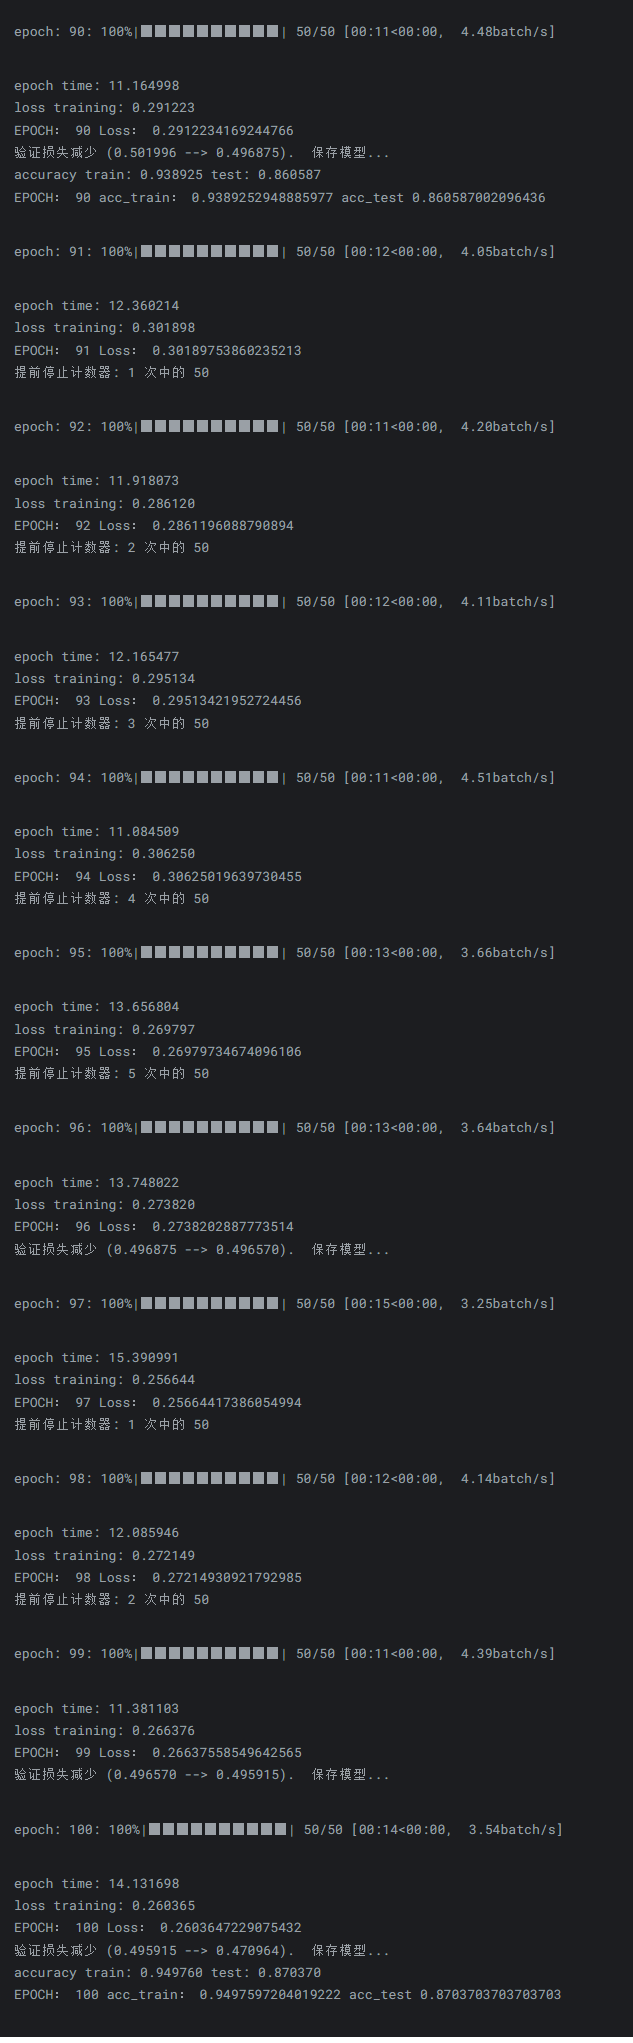 epoch: 90: 100%|██████████| 50/50 [00:11<00:00,  4.48batch/s]
epoch time: 11.164998
loss training: 0.291223
EPOCH： 90 Loss： 0.2912234169244766
验证损失减少 (0.501996 --> 0.496875).  保存模型...
accuracy train: 0.938925 test: 0.860587
EPOCH： 90 acc_train： 0.9389252948885977 acc_test 0.860587002096436
epoch: 91: 100%|██████████| 50/50 [00:12<00:00,  4.05batch/s]
epoch time: 12.360214
loss training: 0.301898
EPOCH： 91 Loss： 0.30189753860235213
提前停止计数器: 1 次中的 50
epoch: 92: 100%|██████████| 50/50 [00:11<00:00,  4.20batch/s]
epoch time: 11.918073
loss training: 0.286120
EPOCH： 92 Loss： 0.2861196088790894
提前停止计数器: 2 次中的 50
epoch: 93: 100%|██████████| 50/50 [00:12<00:00,  4.11batch/s]
epoch time: 12.165477
loss training: 0.295134
EPOCH： 93 Loss： 0.29513421952724456
提前停止计数器: 3 次中的 50
epoch: 94: 100%|██████████| 50/50 [00:11<00:00,  4.51batch/s]
epoch time: 11.084509
loss training: 0.306250
EPOCH： 94 Loss： 0.30625019639730455
提前停止计数器: 4 次中的 50
epoch: 95: 100%|██████████| 50/50 [00:13<00:00,  3.66batch/s]
epoch time: 13.656804
loss training: 0.269797
EPOCH： 95 Loss： 0.26979734674096106
提前停止计数器: 5 次中的 50
epoch: 96: 100%|██████████| 50/50 [00:13<00:00,  3.64batch/s]
epoch time: 13.748022
loss training: 0.273820
EPOCH： 96 Loss： 0.2738202887773514
验证损失减少 (0.496875 --> 0.496570).  保存模型...
epoch: 97: 100%|██████████| 50/50 [00:15<00:00,  3.25batch/s]
epoch time: 15.390991
loss training: 0.256644
EPOCH： 97 Loss： 0.25664417386054994
提前停止计数器: 1 次中的 50
epoch: 98: 100%|██████████| 50/50 [00:12<00:00,  4.14batch/s]
epoch time: 12.085946
loss training: 0.272149
EPOCH： 98 Loss： 0.27214930921792985
提前停止计数器: 2 次中的 50
epoch: 99: 100%|██████████| 50/50 [00:11<00:00,  4.39batch/s]
epoch time: 11.381103
loss training: 0.266376
EPOCH： 99 Loss： 0.26637558549642565
验证损失减少 (0.496570 --> 0.495915).  保存模型...
epoch: 100: 100%|██████████| 50/50 [00:14<00:00,  3.54batch/s]
epoch time: 14.131698
loss training: 0.260365
EPOCH： 100 Loss： 0.2603647229075432
验证损失减少 (0.495915 --> 0.470964).  保存模型...
accuracy train: 0.949760 test: 0.870370
EPOCH： 100 acc_train： 0.9497597204019222 acc_test 0.8703703703703703